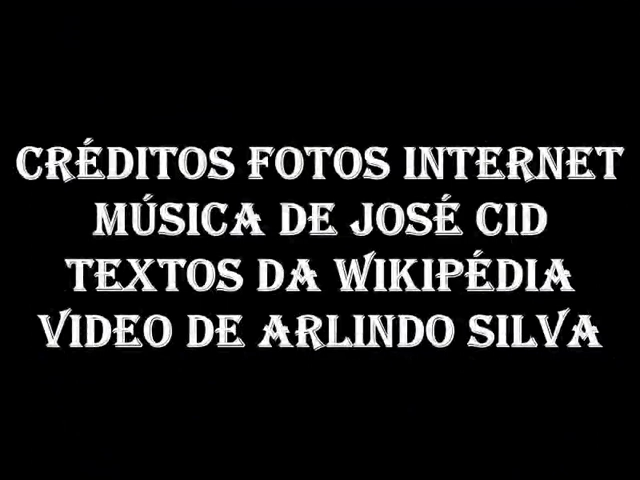 CRÉDITOS FOTOS INTERNET
MÚSICA DE JOSÉ CID
TEXTOS DA WIKIPÉDIA
VIDEO DE ARLINDO SILVA